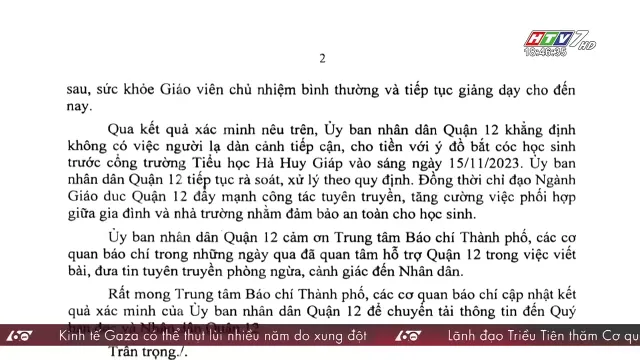 HTV7 HD
18:46:35
2
sau, sức khỏe Giáo viên chủ nhiệm bình thường và tiếp tục giảng dạy cho đến
nay.
Qua kết quả xác minh nêu trên, Ủy ban nhân dân Quận 12 khẳng định
không có việc người lạ dàn cảnh tiếp cận, cho tiền với ý đồ bắt cóc học sinh
trước cổng trường Tiểu học Hà Huy Giáp vào sáng ngày 15/11/2023. Ủy ban
nhân dân Quận 12 tiếp tục rà soát, xử lý theo quy định. Đồng thời chỉ đạo Ngành
Giáo dục Quận 12 đẩy mạnh công tác tuyên truyền, tăng cường việc phối hợp
giữa gia đình và nhà trường nhằm đảm bảo an toàn cho học sinh.
Ủy ban nhân dân Quận 12 cảm ơn Trung tâm Báo chí Thành phố, các cơ
quan báo chí trong những ngày qua đã quan tâm hỗ trợ Quận 12 trong việc viết
bài, đưa tin tuyên truyền phòng ngừa, cảnh giác đến Nhân dân.
Rất mong Trung tâm Báo chí Thành phố, các cơ quan báo chí cập nhật kết
quả xác minh của Ủy ban nhân dân Quận 12 để chuyển tải thông tin đến Quý
60 Kinh tế Gaza có thể thụt lùi nhiều năm do xung đột 60 Lãnh đạo Triều Tiên thăm Cơ qu
Trân trọng./.